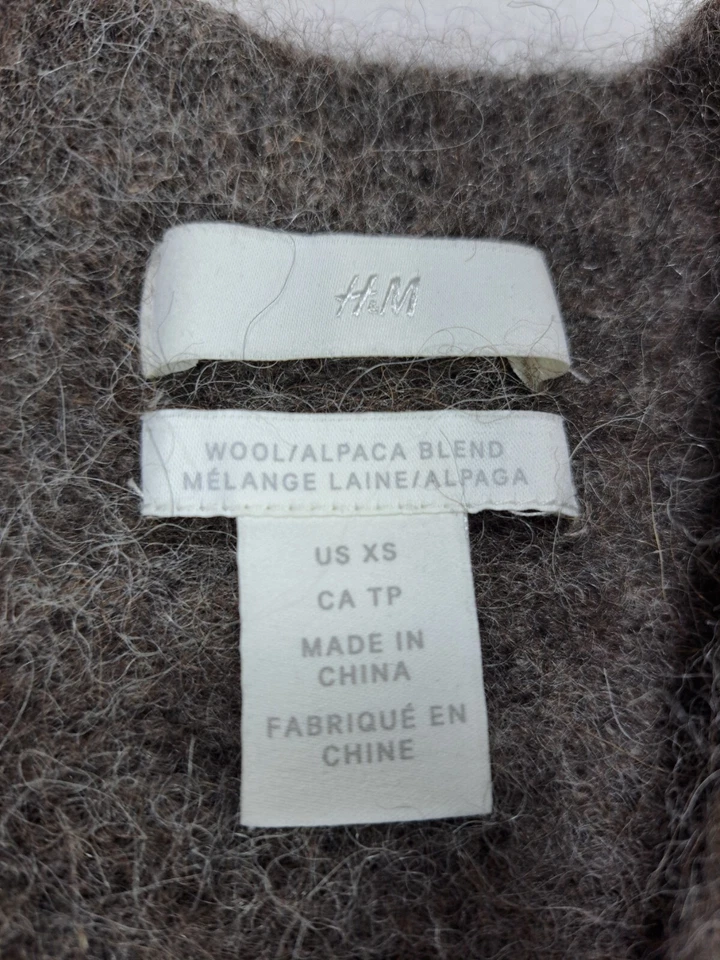 H&M
WOOL/ALPACA BLEND
MÉLANGE LAINE/ALPAGA
US XS
CA TP
MADE IN
CHINA
FABRIQUÉ EN
CHINE